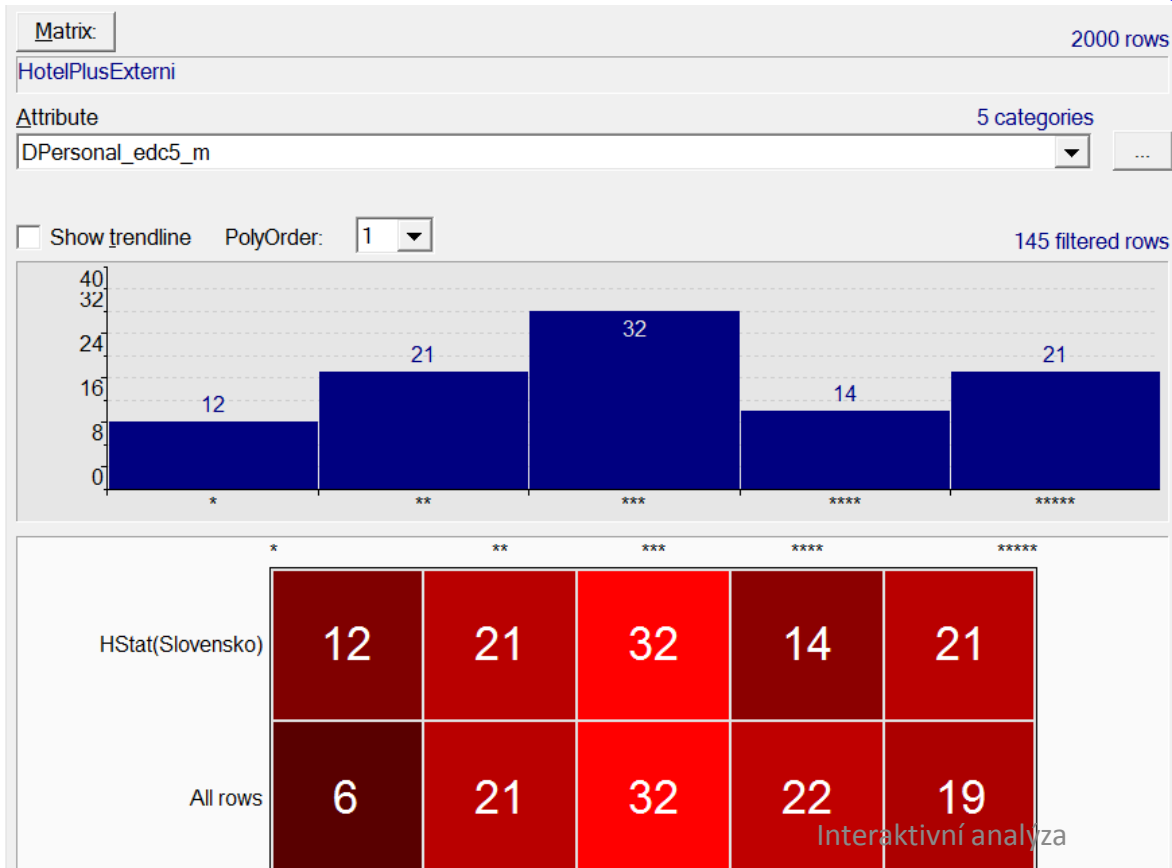 Matrix:
2000 rows
HotelPlusExterni
Attribute
5 categories
DPersonal_edc5_m
...
Show trendline PolyOrder: 1
145 filtered rows
40
32
24
16
8
0
12 21 32 14 21
* ** *** **** *****
* ** *** **** *****
HStat(Slovensko) 12 21 32 14 21
All rows 6 21 32 22 19
Interaktivní analýza